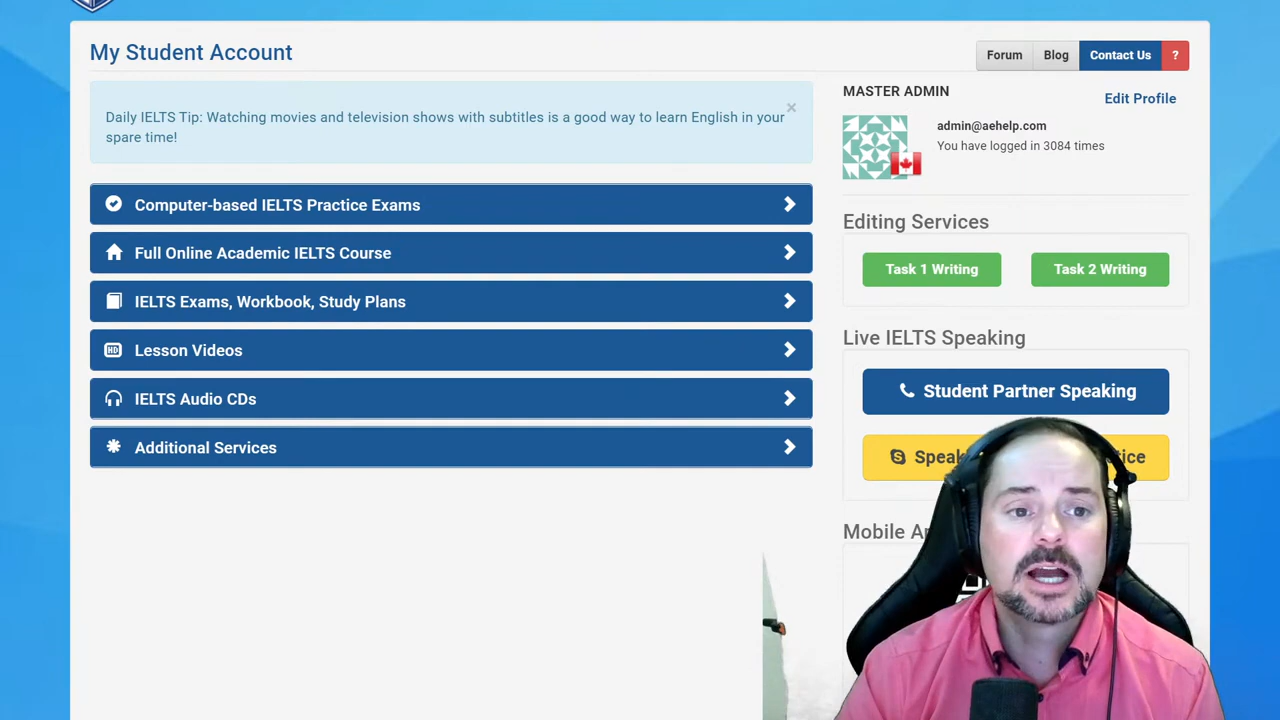 My Student Account
Forum
Blog
Contact Us
?
Daily IELTS Tip: Watching movies and television shows with subtitles is a good way to learn English in your
spare time!
×
MASTER ADMIN
Edit Profile
admin@aehelp.com
You have logged in 3084 times
Computer-based IELTS Practice Exams
Full Online Academic IELTS Course
IELTS Exams, Workbook, Study Plans
HD
Lesson Videos
IELTS Audio CDs
Additional Services
Editing Services
Task 1 Writing
Task 2 Writing
Live IELTS Speaking
Student Partner Speaking
Mobile